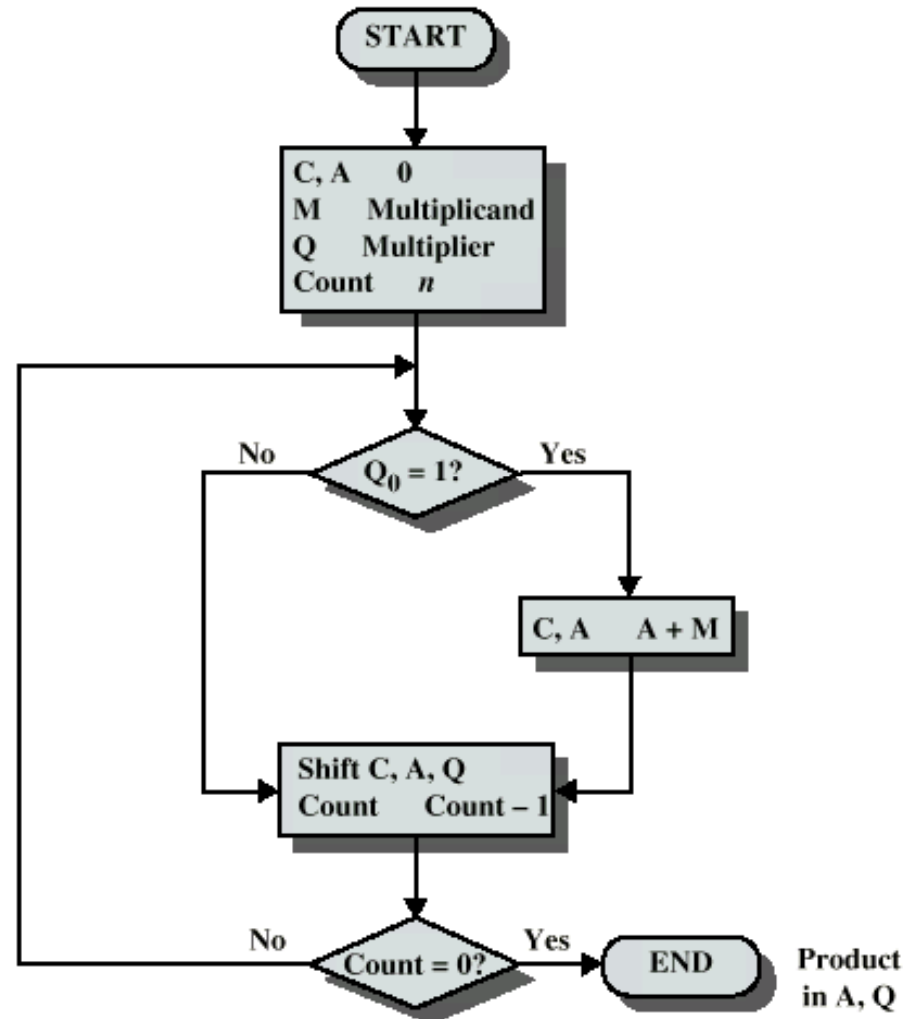 START
C, A 0
M Multiplicand
Q Multiplier
Count n
No
Q0 = 1?
Yes
C, A A + M
Shift C, A, Q
Count Count – 1
No
Count = 0?
Yes
END
Product
in A, Q